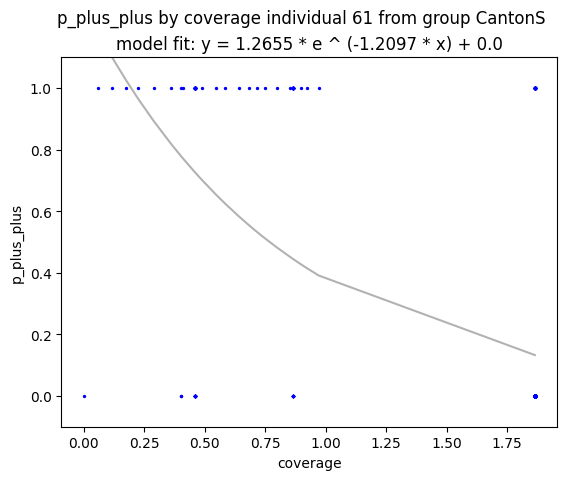 p_plus_plus by coverage individual 61 from group CantonS
model fit: y = 1.2655 * e ^ (-1.2097 * x) + 0.0
1.0
0.8
0.6
0.4
0.2
0.0
p_plus_plus
0.00 0.25 0.50 0.75 1.00 1.25 1.50 1.75
coverage